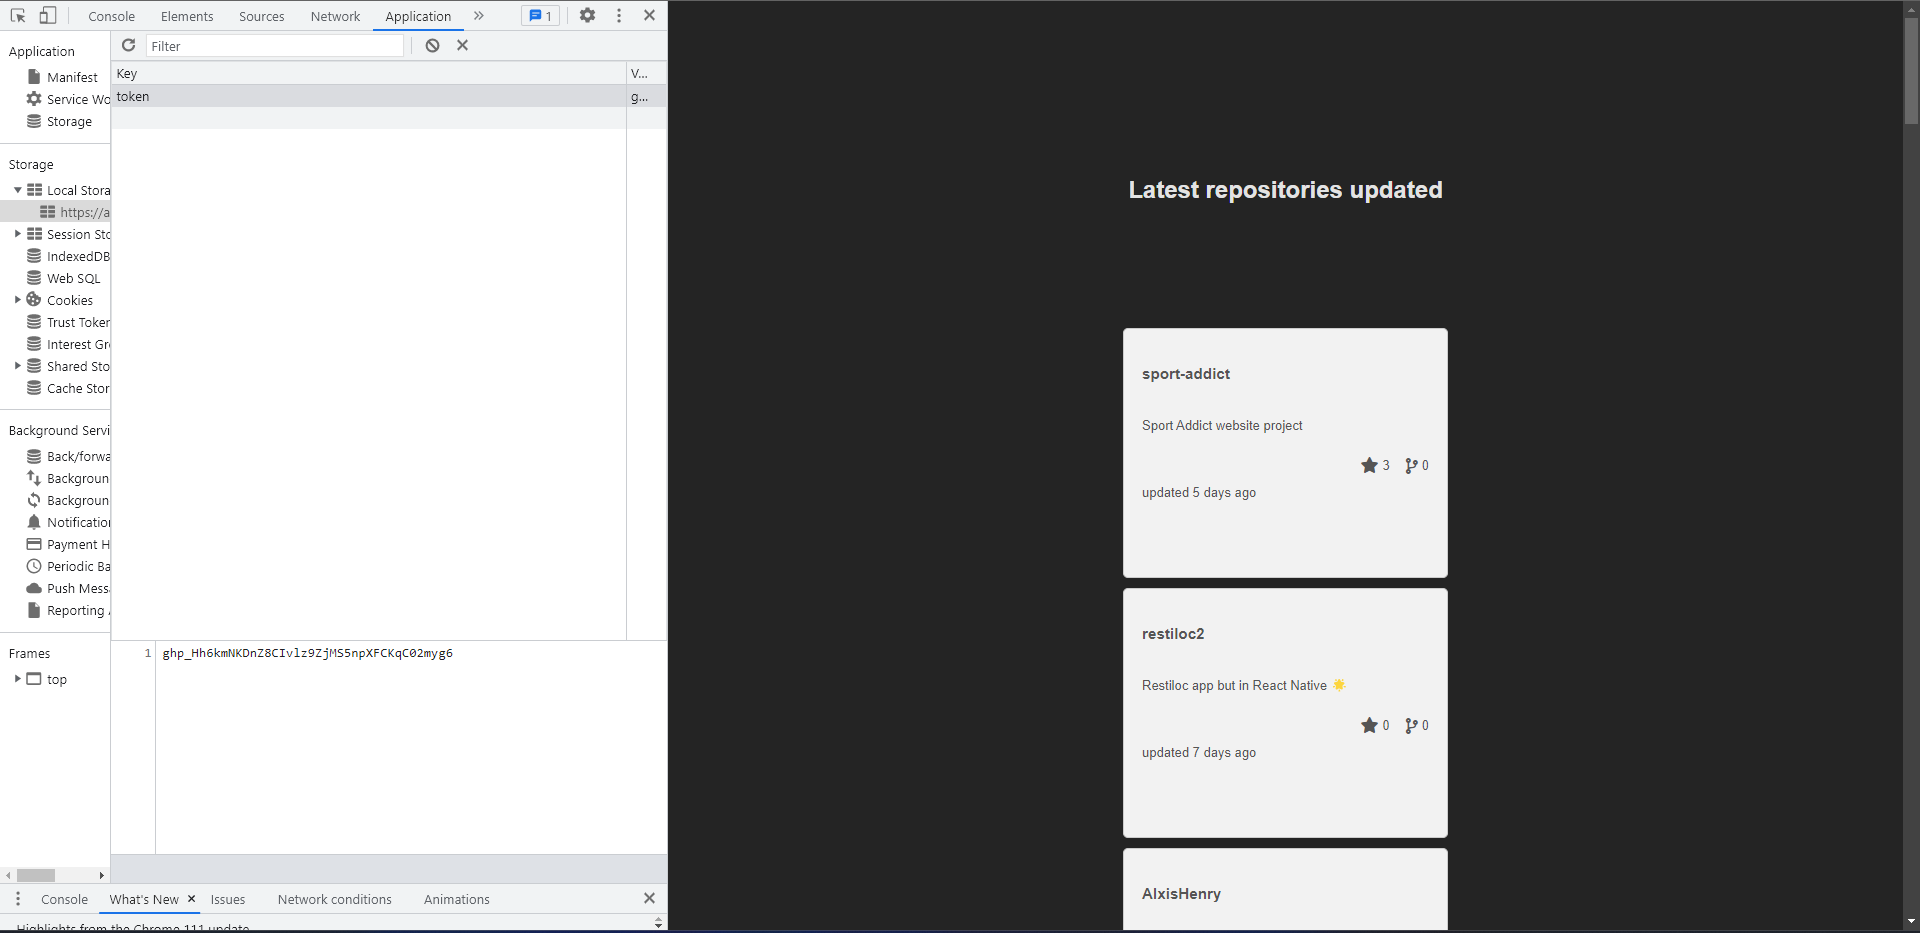 Console
Elements
Sources
Network
Application
1
Application
Manifest
Service Wo
Storage
Storage
Local Stora
https://a
Session Sto
IndexedDB
Web SQL
Cookies
Trust Token
Interest Gr
Shared Sto
Cache Stor
Background Servi
Back/forwa
Backgroun
Backgroun
Notification
Payment H
Periodic Ba
Push Messa
Reporting A
Frames
top
Filter
Key V...
token g...
1 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
Console
What's New
Issues
Network conditions
Animations
Highlights from the Chrome 111 update
Latest repositories updated
sport-addict
Sport Addict website project
3 0
updated 5 days ago
restiloc2
Restiloc app but in React Native 🌟
0 0
updated 7 days ago
AlxisHenry